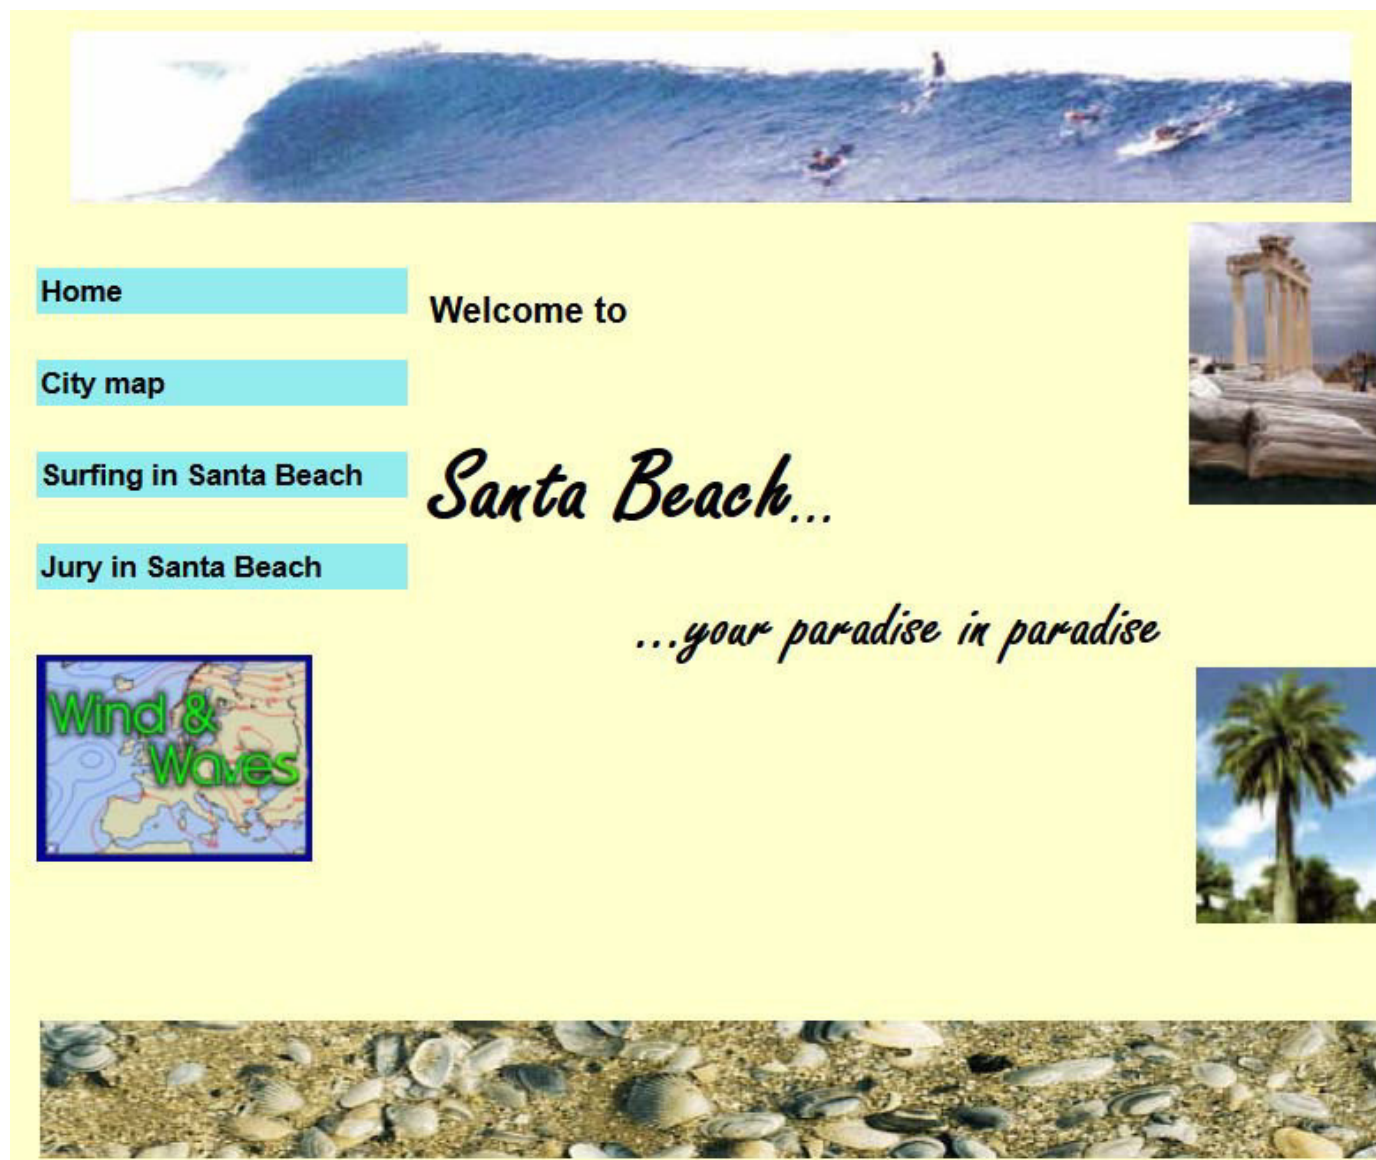 Home
City map
Surfing in Santa Beach
Jury in Santa Beach
Wind &
Waves
Welcome to
Santa Beach...
...your paradise in paradise